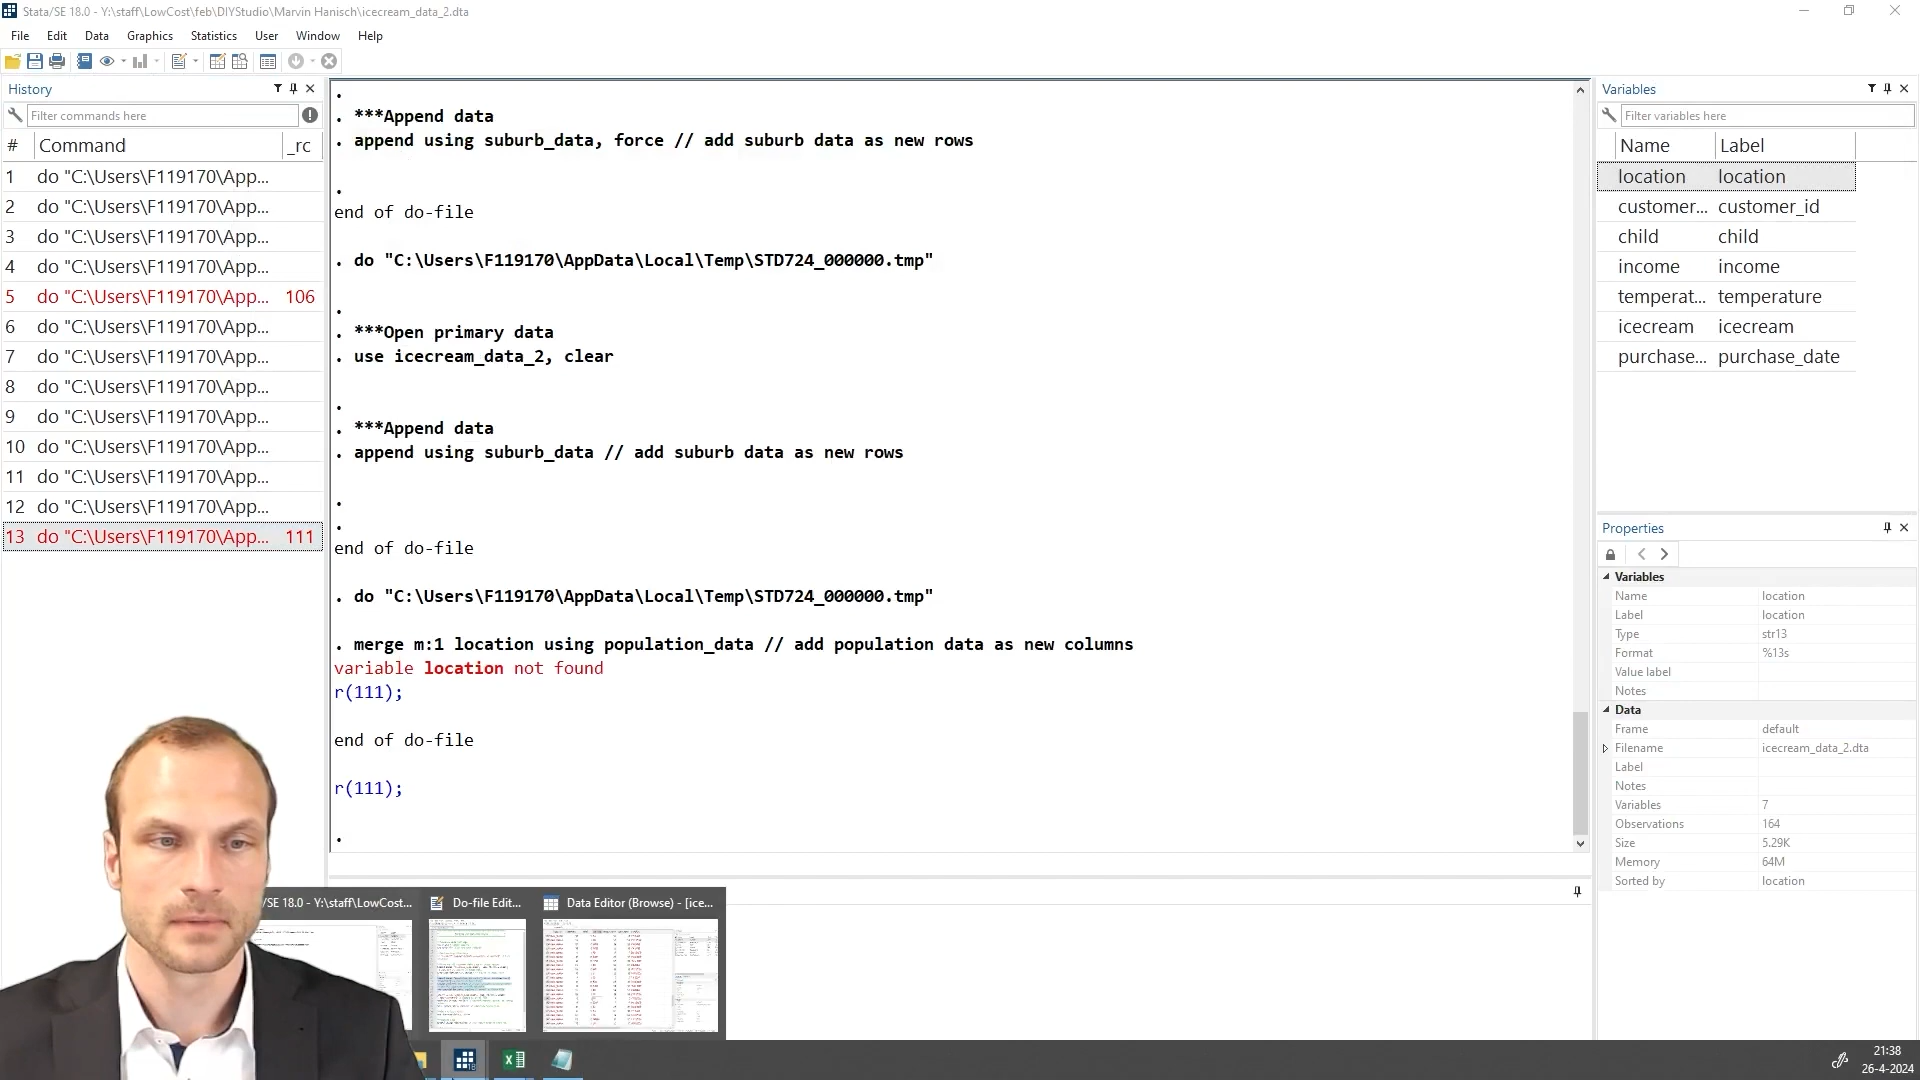 Stata/SE 18.0 - Y:\staff\LowCost\feb\DIYStudio\Marvin Hanisch\icecream_data_2.dta
File Edit Data Graphics Statistics User Window Help
History
Filter commands here
# Command _rc
1 do "C:\Users\F119170\App...
2 do "C:\Users\F119170\App...
3 do "C:\Users\F119170\App...
4 do "C:\Users\F119170\App...
5 do "C:\Users\F119170\App... 106
6 do "C:\Users\F119170\App...
7 do "C:\Users\F119170\App...
8 do "C:\Users\F119170\App...
9 do "C:\Users\F119170\App...
10 do "C:\Users\F119170\App...
11 do "C:\Users\F119170\App...
12 do "C:\Users\F119170\App...
13 do "C:\Users\F119170\App... 111
.
. ***Append data
. append using suburb_data, force // add suburb data as new rows
.
end of do-file
. do "C:\Users\F119170\AppData\Local\Temp\STD724_000000.tmp"
.
. ***Open primary data
. use icecream_data_2, clear
.
. ***Append data
. append using suburb_data // add suburb data as new rows
.
.
end of do-file
. do "C:\Users\F119170\AppData\Local\Temp\STD724_000000.tmp"
. merge m:1 location using population_data // add population data as new columns
variable location not found
r(111);
end of do-file
r(111);
.
Variables
Filter variables here
Name Label
location location
customer... customer_id
child child
income income
temperat... temperature
icecream icecream
purchase... purchase_date
Properties
Variables
Name location
Label location
Type str13
Format %13s
Value label
Notes
Data
Frame default
Filename icecream_data_2.dta
Label
Notes
Variables 7
Observations 164
Size 5.29K
Memory 64M
Sorted by location
/SE 18.0 - Y:\staff\LowCost...
Do-file Edit...
Data Editor (Browse) - [ice...
21:38
26-4-2024